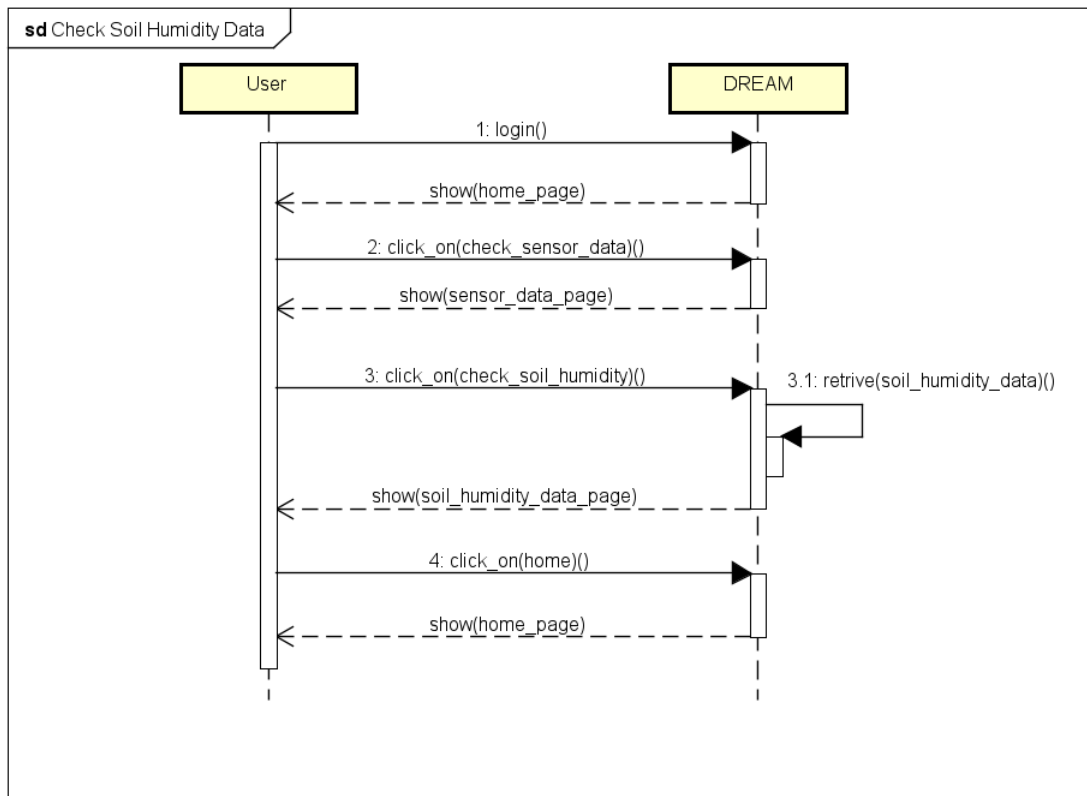 sd Check Soil Humidity Data
User
DREAM
1: login()
show(home_page)
2: click_on(check_sensor_data)()
show(sensor_data_page)
3: click_on(check_soil_humidity)()
3.1: retrive(soil_humidity_data)()
show(soil_humidity_data_page)
4: click_on(home)()
show(home_page)